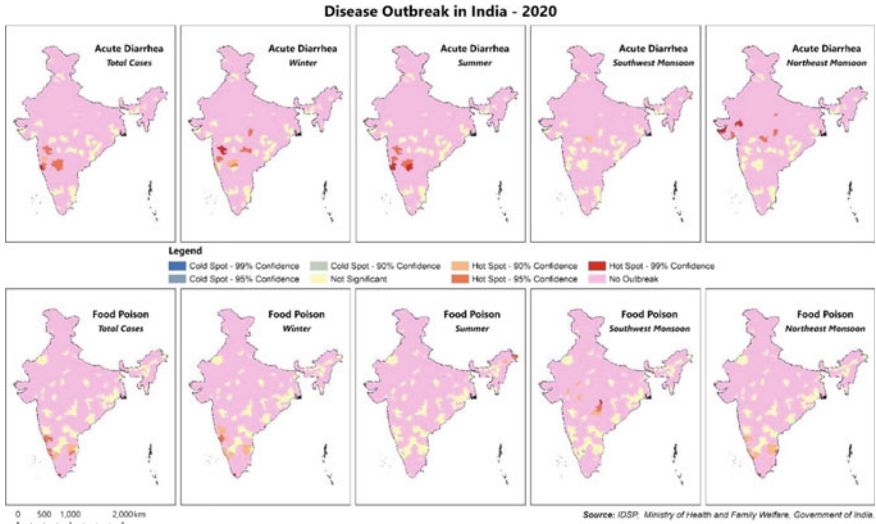 Disease Outbreak in India - 2020
Acute Diarrhea
Total Cases
Acute Diarrhea
Winter
Acute Diarrhea
Summer
Acute Diarrhea
Southwest Monsoon
Acute Diarrhea
Northeast Monsoon
Legend
Cold Spot - 99% Confidence
Cold Spot - 90% Confidence
Hot Spot - 90% Confidence
Hot Spot - 99% Confidence
Cold Spot - 95% Confidence
Not Significant
Hot Spot - 95% Confidence
No Outbreak
Food Poison
Total Cases
Food Poison
Winter
Food Poison
Summer
Food Poison
Southwest Monsoon
Food Poison
Northeast Monsoon
0 500 1,000 2,000 km
Source: IDSP, Ministry of Health and Family Welfare, Government of India.